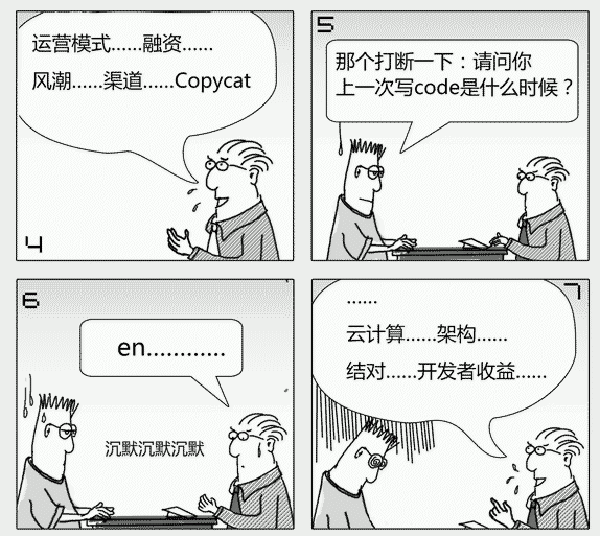 运营模式......融资......
风潮......渠道......Copycat
4
5
那个打断一下：请问你
上一次写code是什么时候？
6
en............
沉默沉默沉默
7
......
云计算......架构......
结对......开发者收益......